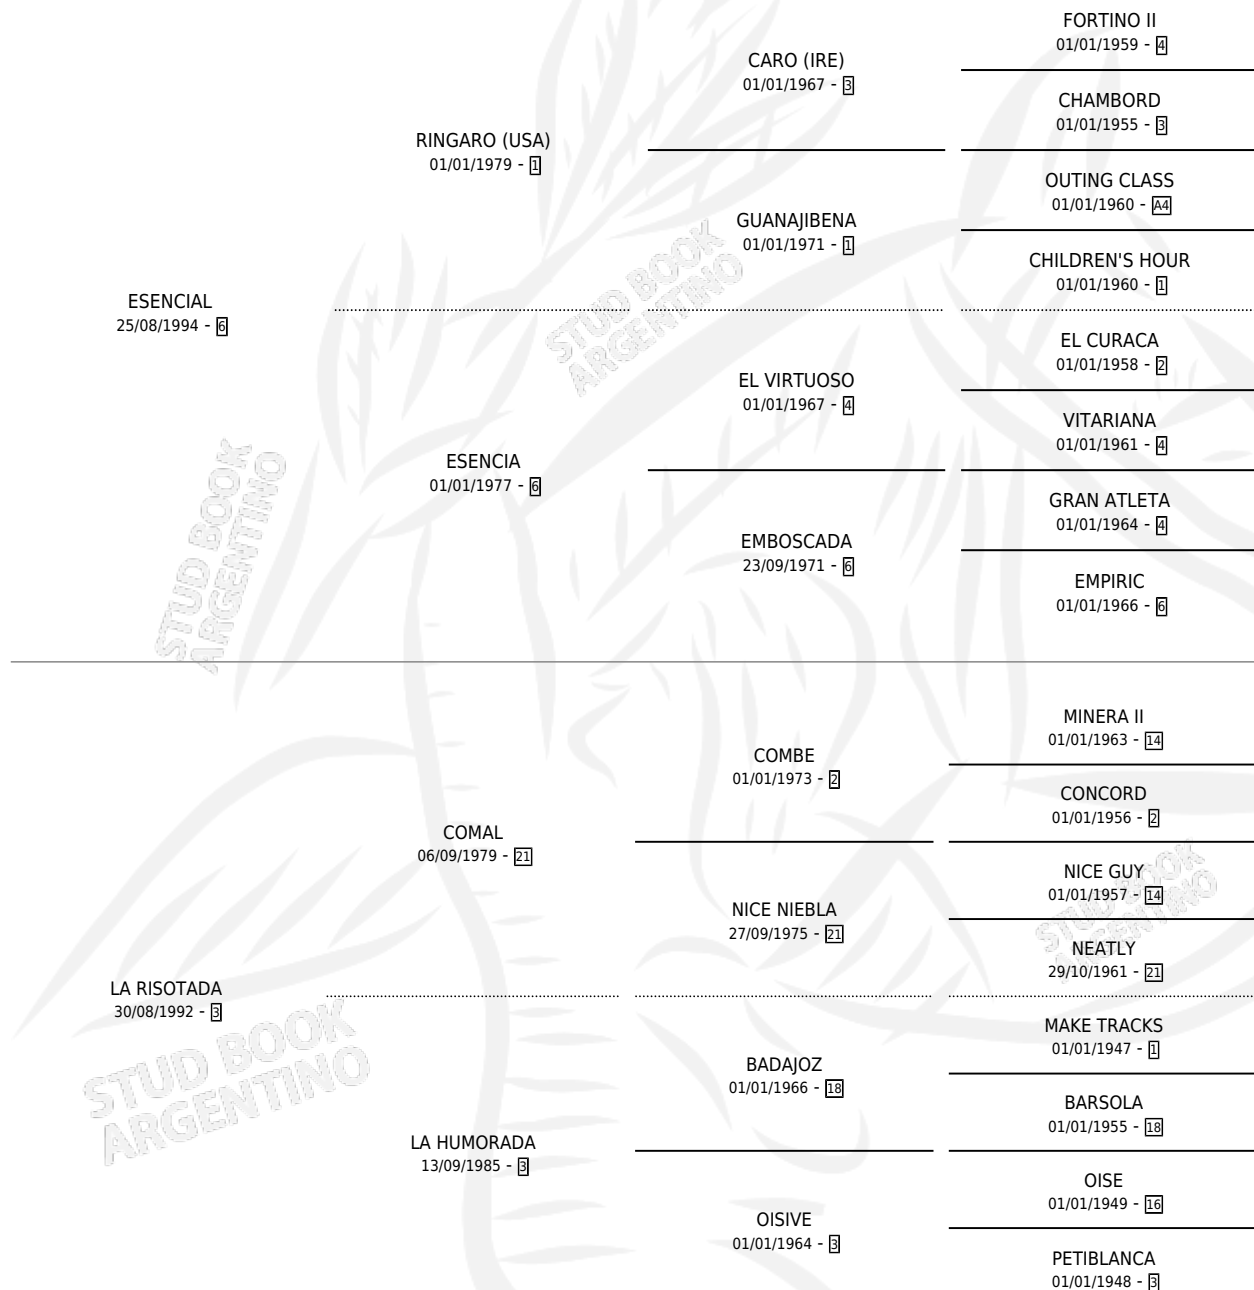 FORTINO II
01/01/1959 - 4
CARO (IRE)
01/01/1967 - 3
CHAMBORD
01/01/1955 - 3
RINGARO (USA)
01/01/1979 - 1
OUTING CLASS
01/01/1960 - A4
GUANAJIBENA
01/01/1971 - 1
CHILDREN'S HOUR
01/01/1960 - 1
ESENCIAL
25/08/1994 - 6
STUD BOOK
ARGENTINO
EL CURACA
01/01/1958 - 2
EL VIRTUOSO
01/01/1967 - 4
VITARIANA
01/01/1961 - 4
ESENCIA
01/01/1977 - 6
GRAN ATLETA
01/01/1964 - 4
EMBOSCADA
23/09/1971 - 6
EMPIRIC
01/01/1966 - 6
STUD BOOK
ARGENTINO
MINERA II
01/01/1963 - 14
COMBE
01/01/1973 - 2
CONCORD
01/01/1956 - 2
COMAL
06/09/1979 - 21
NICE GUY
01/01/1957 - 14
NICE NIEBLA
27/09/1975 - 21
NEATLY
29/10/1961 - 21
STUD BOOK
ARGENTINO
LA RISOTADA
30/08/1992 - 3
STUD BOOK
ARGENTINO
MAKE TRACKS
01/01/1947 - 1
BADAJOZ
01/01/1966 - 18
BARSOLA
01/01/1955 - 18
LA HUMORADA
13/09/1985 - 3
OISE
01/01/1949 - 16
OISIVE
01/01/1964 - 3
PETIBLANCA
01/01/1948 - 3